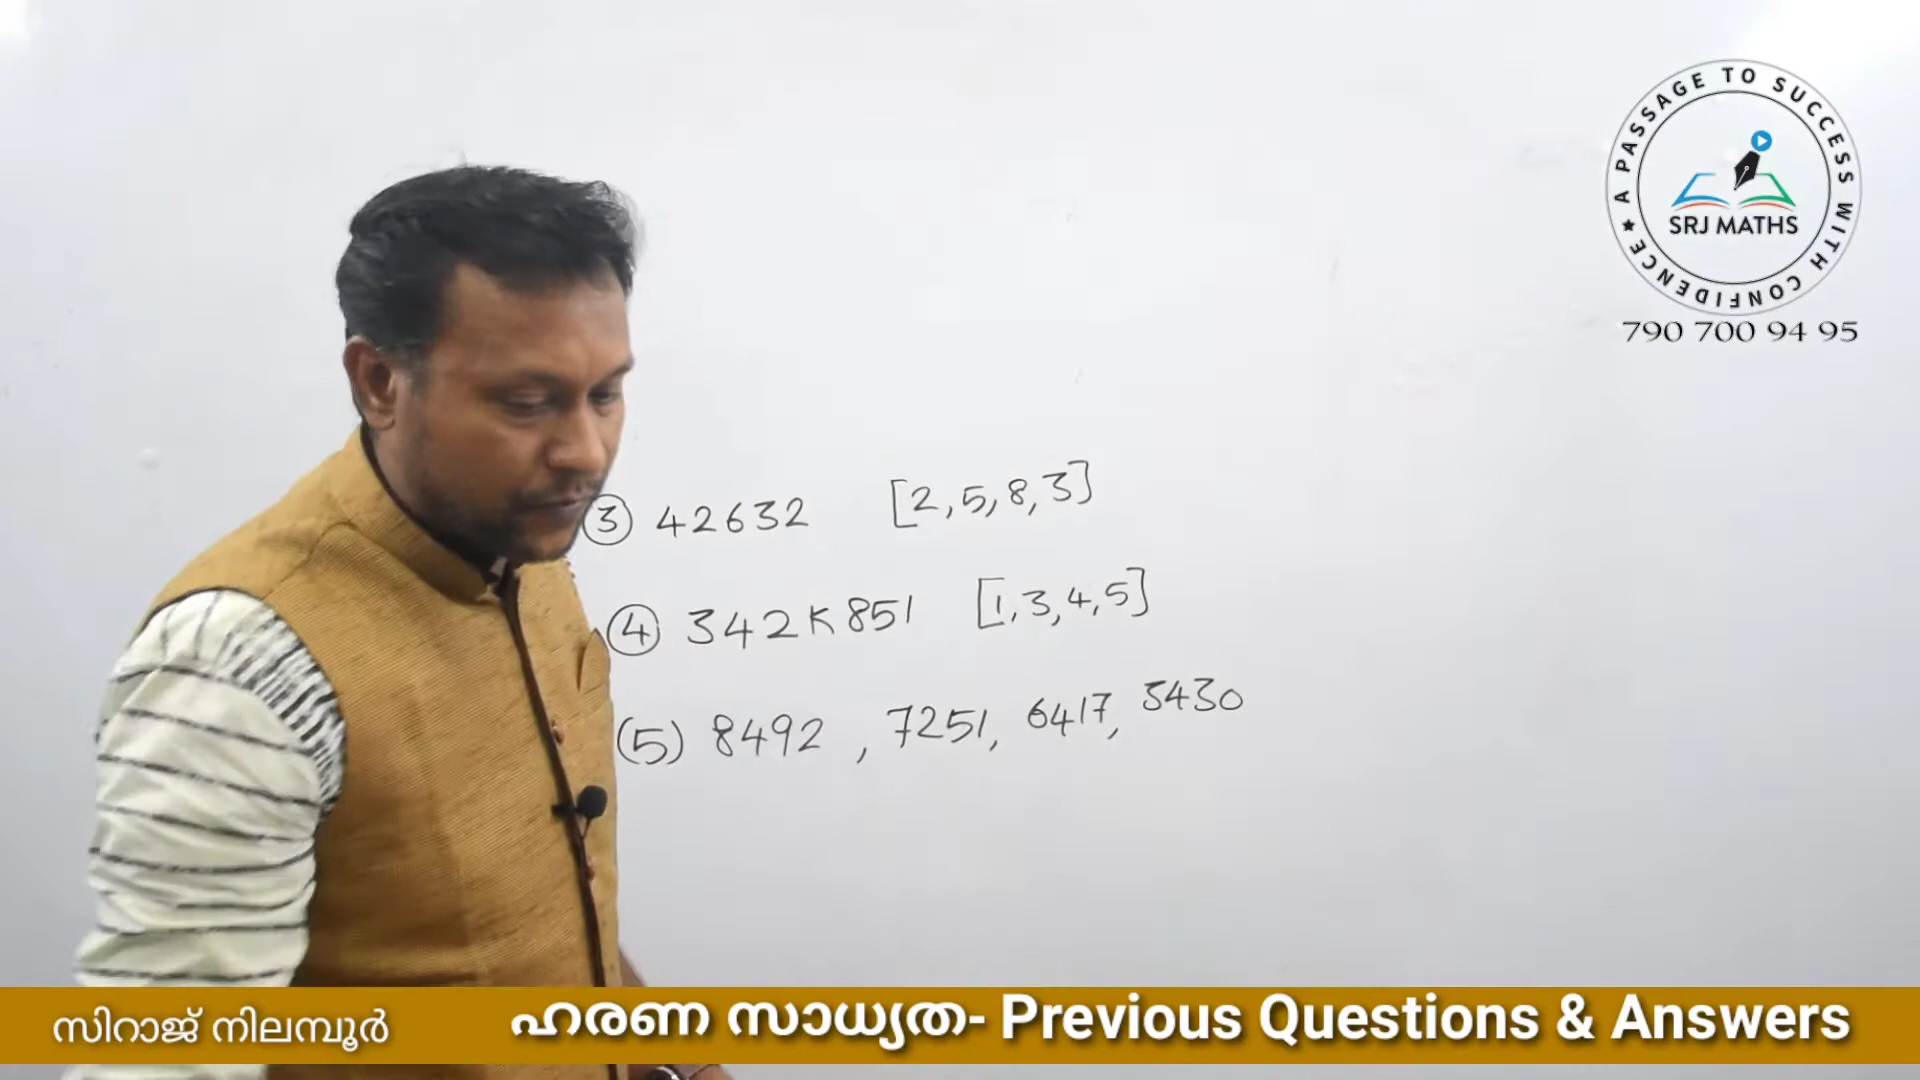 A PASSAGE TO SUCCESS WITH CONFIDENCE ★
SRJ MATHS
790 700 94 95
③ 42632 [2,5,8,3]
④ 342K851 [1,3,4,5]
(5) 8492 , 7251, 6417, 3430
സിറാജ് നിലമ്പൂർ
ഹരണ സാധ്യത- Previous Questions & Answers